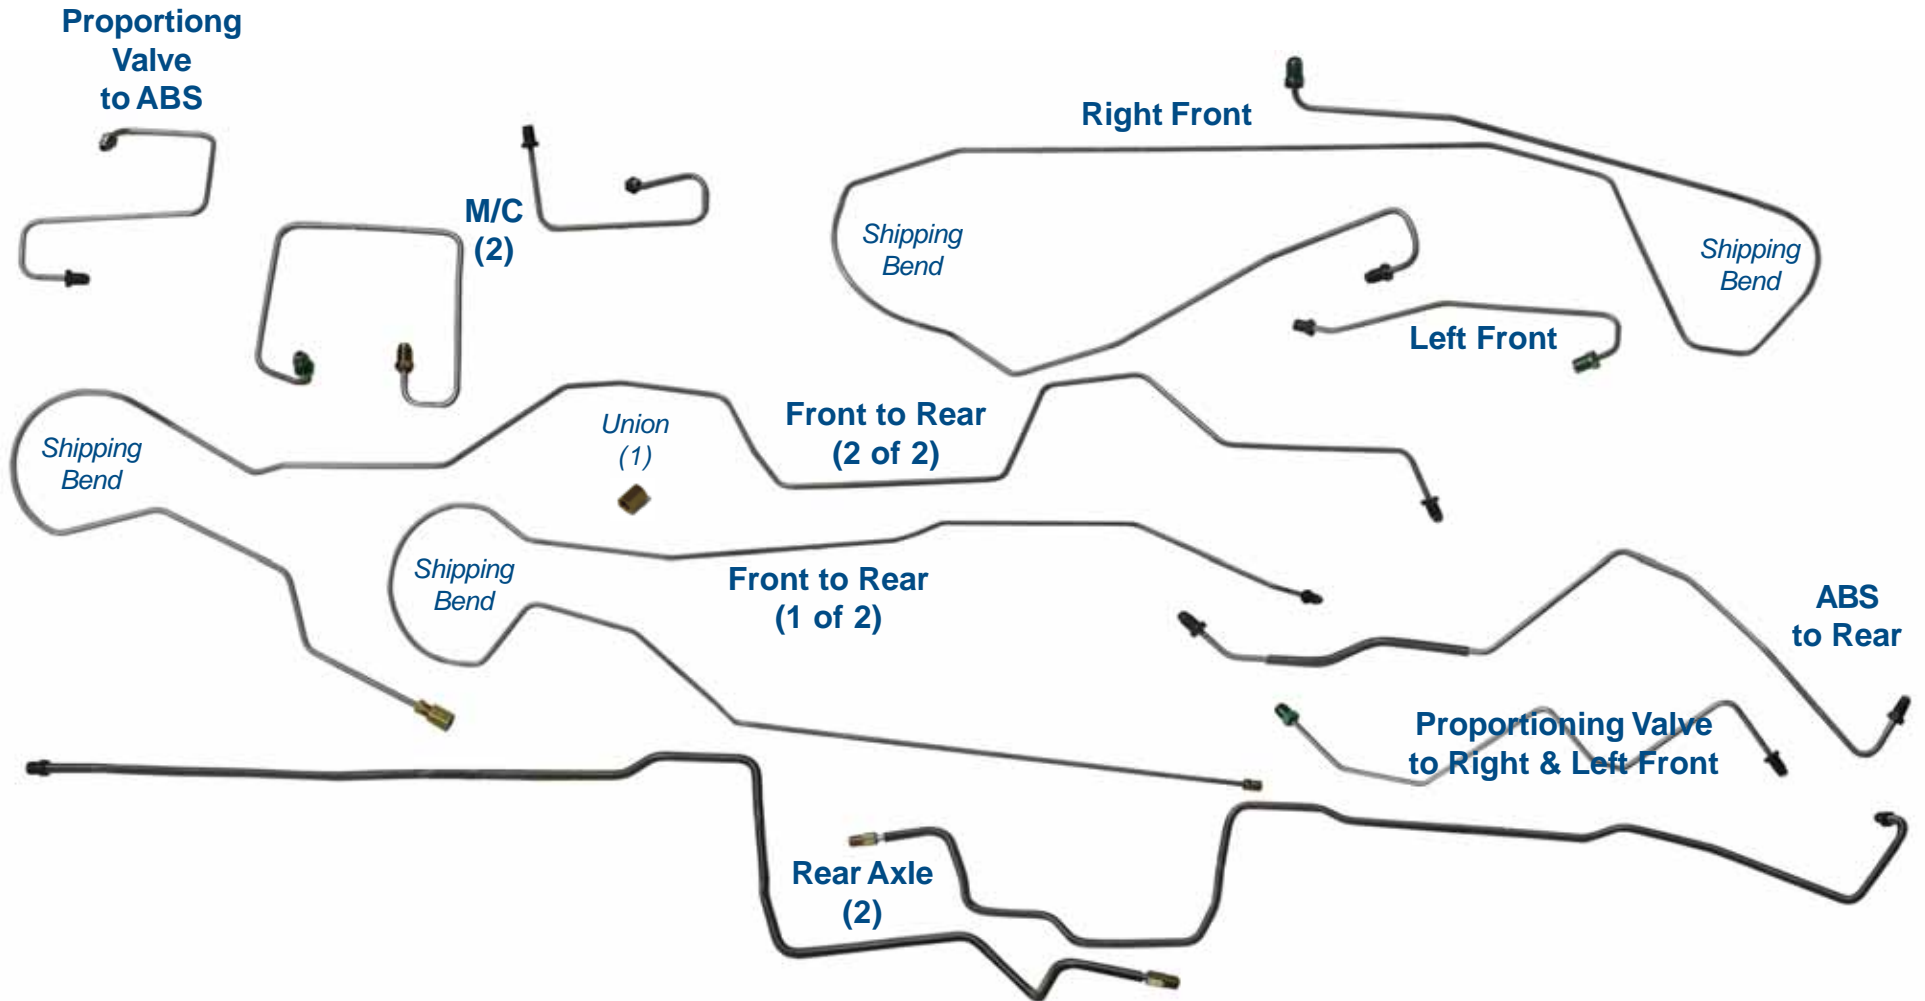 Proportiong
Valve
to ABS
Right Front
M/C
(2)
Shipping
Bend
Shipping
Bend
Left Front
Shipping
Bend
Union
(1)
Front to Rear
(2 of 2)
Shipping
Bend
Front to Rear
(1 of 2)
ABS
to Rear
Proportioning Valve
to Right & Left Front
Rear Axle
(2)